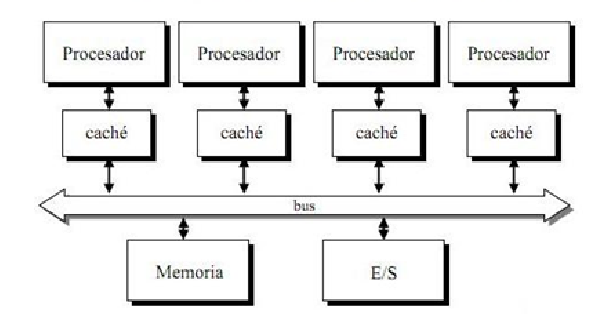 Procesador
Procesador
Procesador
Procesador
caché
caché
caché
caché
bus
Memoria
E/S